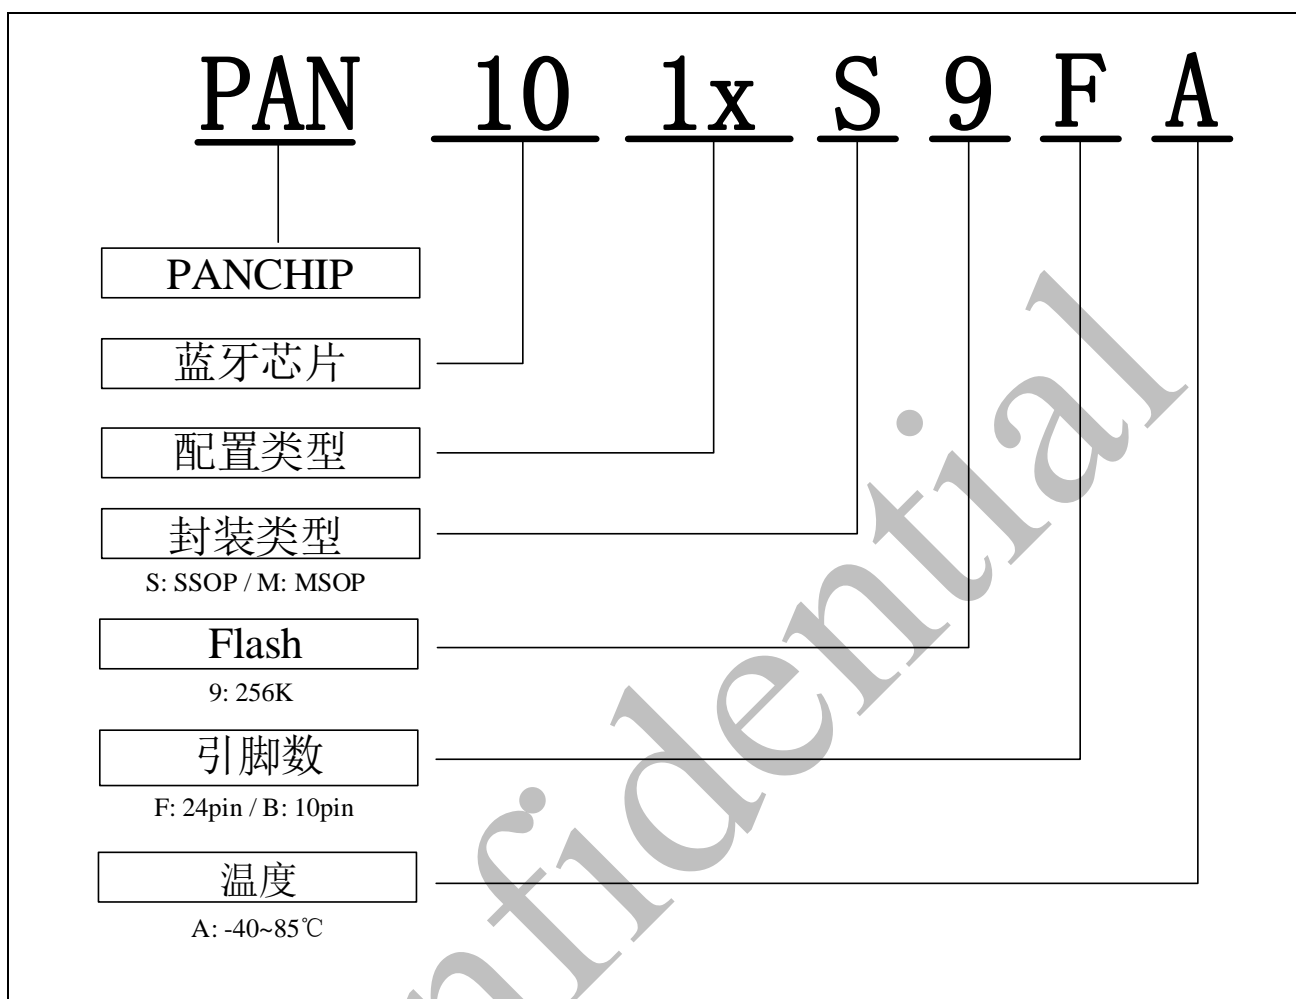 PAN 10 1x S 9 F A
PANCHIP
蓝牙芯片
配置类型
封装类型
S: SSOP / M: MSOP
Flash
9: 256K
引脚数
F: 24pin / B: 10pin
温度
A: -40~85℃
nfidential